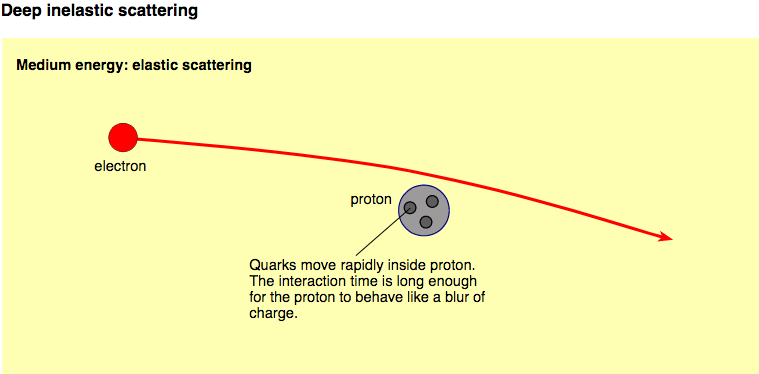 Deep inelastic scattering
Medium energy: elastic scattering
electron
proton
Quarks move rapidly inside proton.
The interaction time is long enough
for the proton to behave like a blur of
charge.